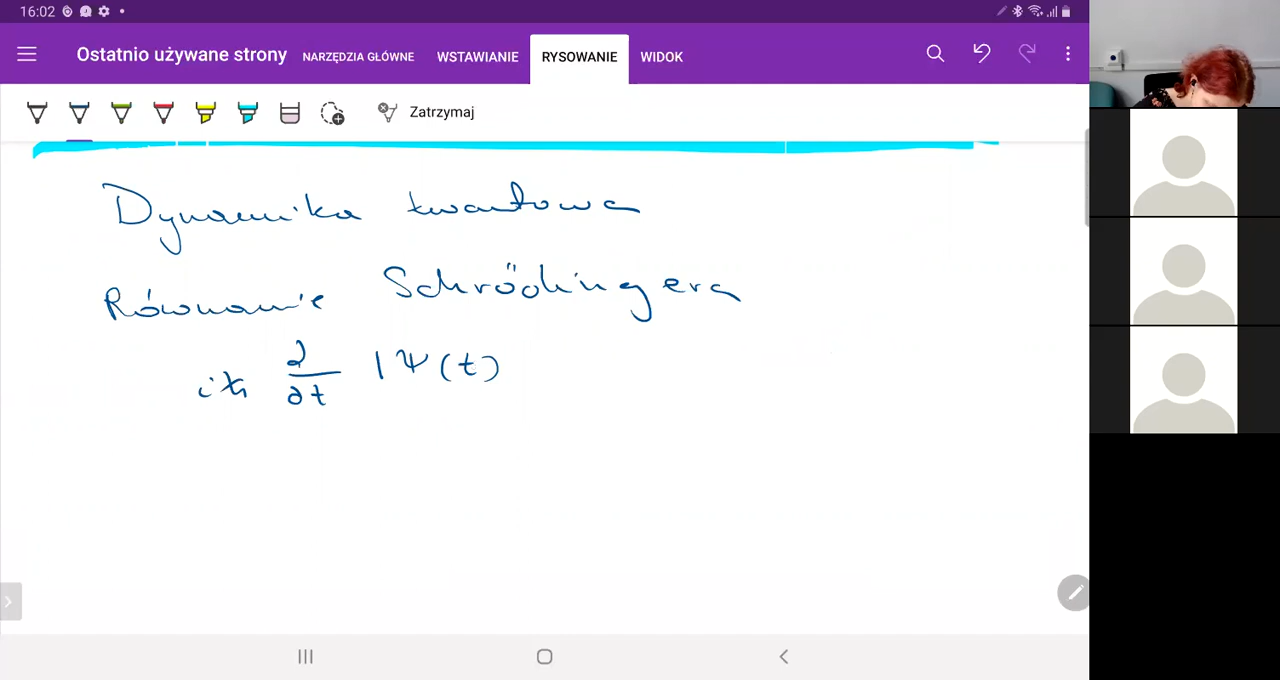 16:02
Ostatnio używane strony NARZĘDZIA GŁÓWNE WSTAWIANIE RYSOWANIE WIDOK
Zatrzymaj
Dynamika kwantowa
Równanie Schrödingera
iħ ∂/∂t |Ψ(t)